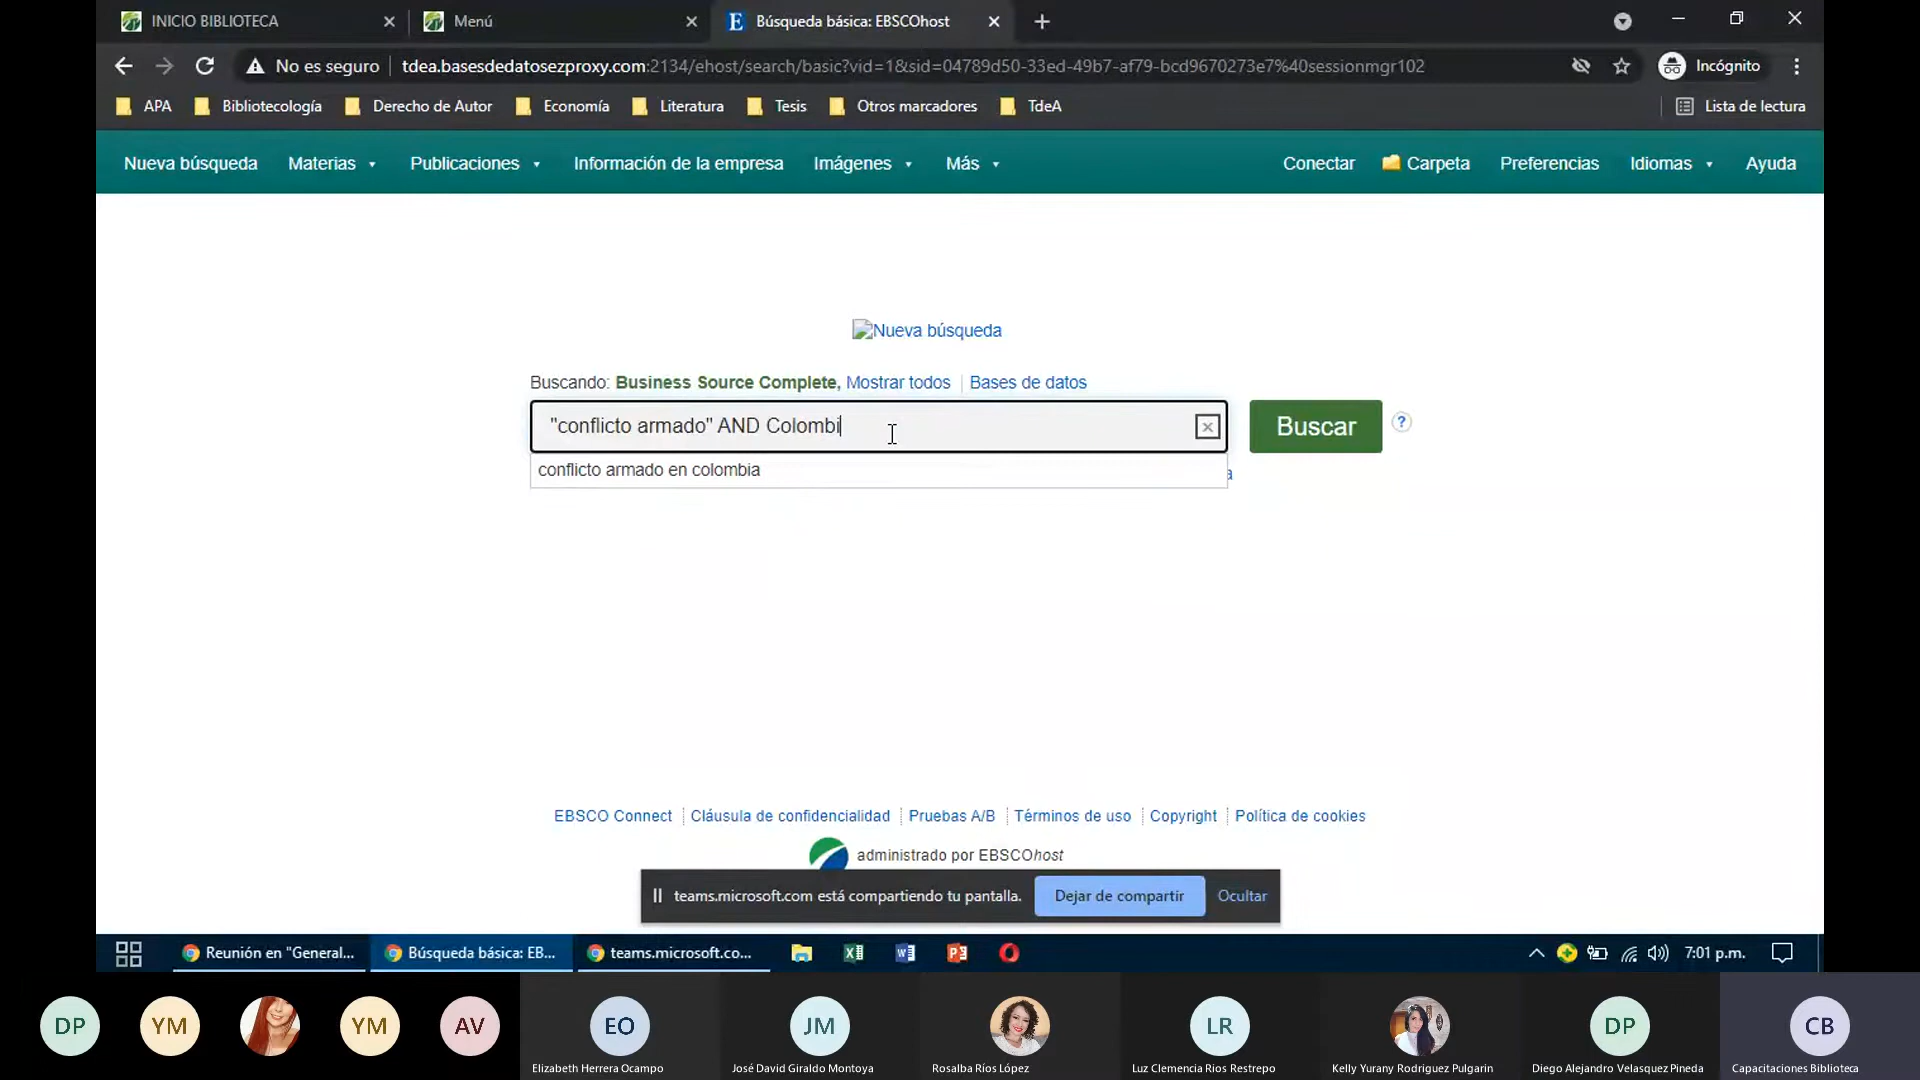 INICIO BIBLIOTECA
Menú
Búsqueda básica: EBSCOhost
No es seguro
tdea.basesdedatosezproxy.com:2134/ehost/search/basic?vid=1&sid=04789d50-33ed-49b7-af79-bcd9670273e7%40sessionmgr102
Incógnito
APA
Bibliotecología
Derecho de Autor
Economía
Literatura
Tesis
Otros marcadores
TdeA
Lista de lectura
Nueva búsqueda
Materias
Publicaciones
Información de la empresa
Imágenes
Más
Conectar
Carpeta
Preferencias
Idiomas
Ayuda
Nueva búsqueda
Buscando: Business Source Complete, Mostrar todos
Bases de datos
"conflicto armado" AND Colombi
Buscar
?
conflicto armado en colombia
a
EBSCO Connect
Cláusula de confidencialidad
Pruebas A/B
Términos de uso
Copyright
Política de cookies
administrado por EBSCOhost
teams.microsoft.com está compartiendo tu pantalla.
Dejar de compartir
Ocultar
Reunión en "General...
Búsqueda básica: EB...
teams.microsoft.co...
7:01 p.m.
DP
YM
YM
AV
EO
JM
LR
DP
CB
Elizabeth Herrera Ocampo
José David Giraldo Montoya
Rosalba Ríos López
Luz Clemencia Rios Restrepo
Kelly Yurany Rodriguez Pulgarin
Diego Alejandro Velasquez Pineda
Capacitaciones Biblioteca